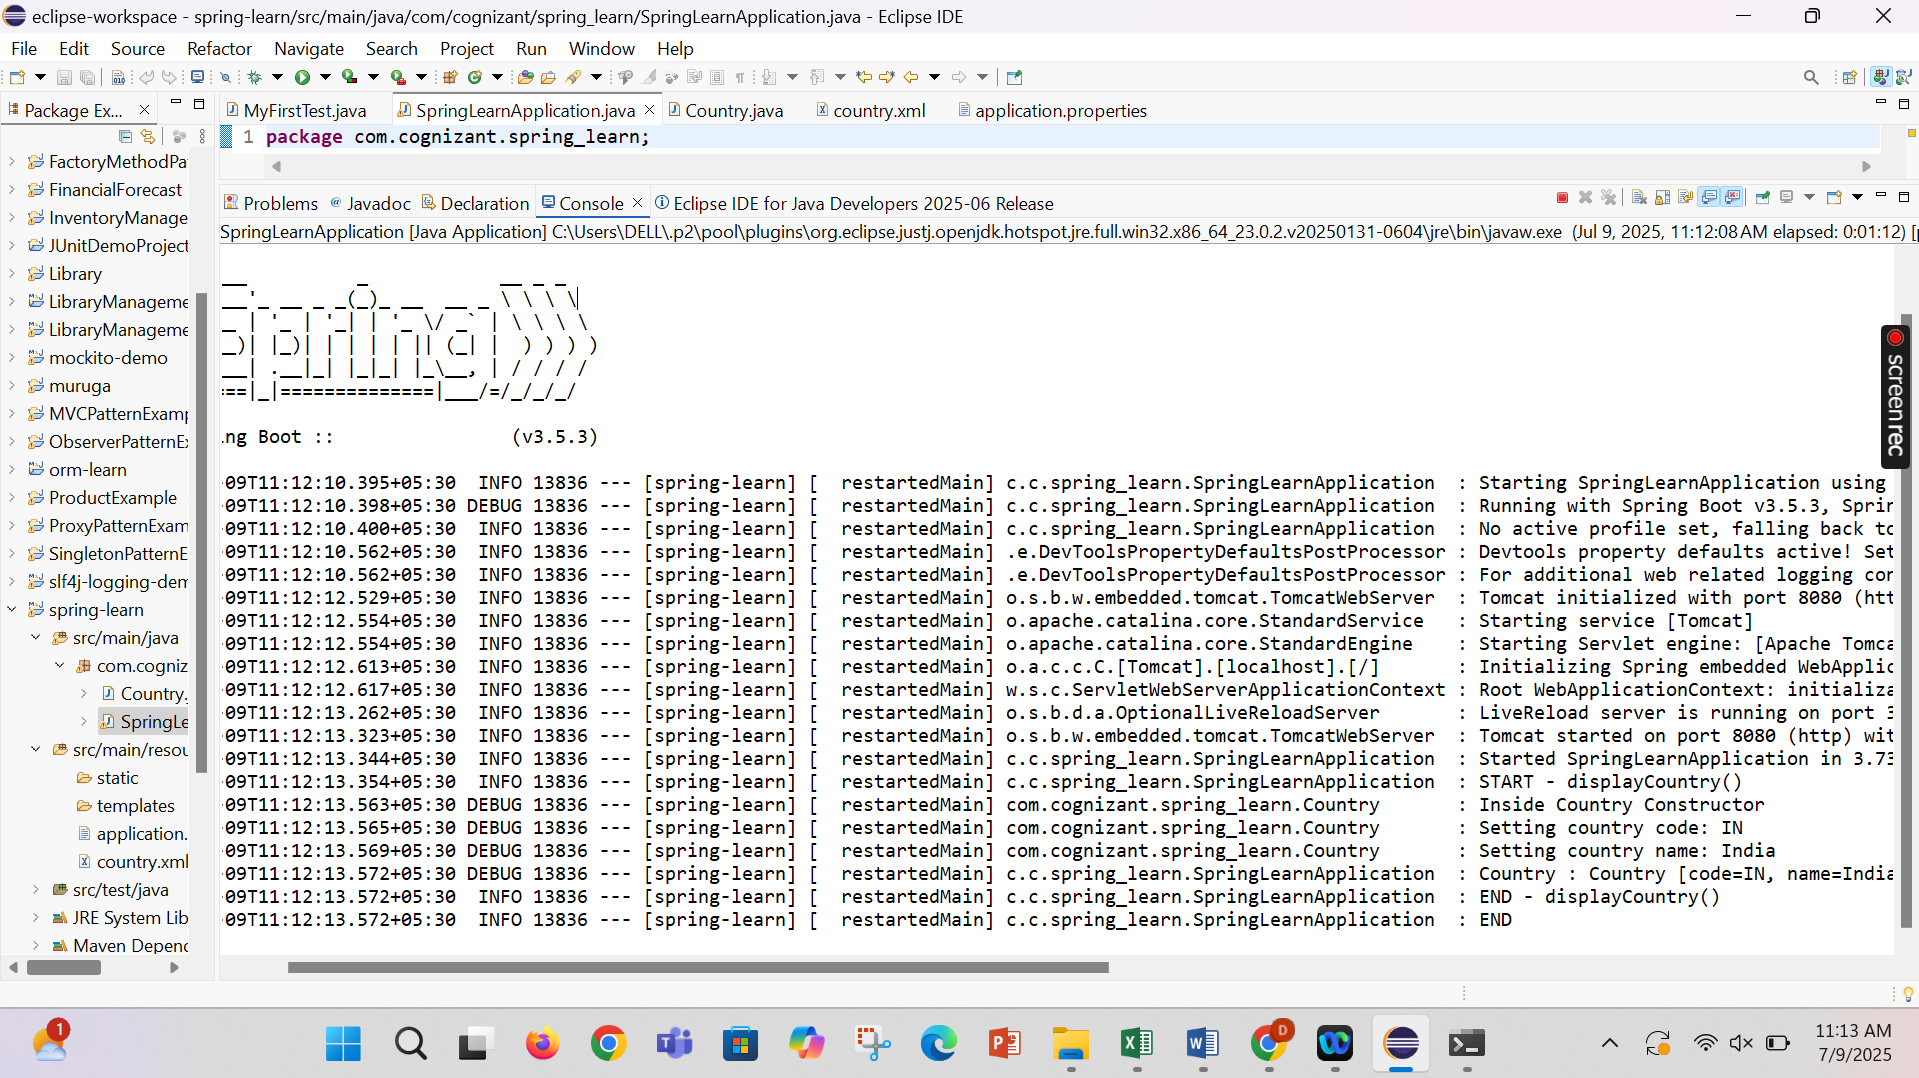 eclipse-workspace - spring-learn/src/main/java/com/cognizant/spring_learn/SpringLearnApplication.java - Eclipse IDE
File Edit Source Refactor Navigate Search Project Run Window Help
Package Ex...
MyFirstTest.java SpringLearnApplication.java Country.java country.xml application.properties
1 package com.cognizant.spring_learn;
FactoryMethodPa
FinancialForecast
InventoryManage
JUnitDemoProject
Library
LibraryManageme
LibraryManageme
mockito-demo
muruga
MVCPatternExamp
ObserverPatternEx
orm-learn
ProductExample
ProxyPatternExam
SingletonPatternE
slf4j-logging-dem
spring-learn
src/main/java
com.cogniz
Country.
SpringLe
src/main/resou
static
templates
application.
country.xml
src/test/java
JRE System Lib
Maven Depend
Problems Javadoc Declaration Console Eclipse IDE for Java Developers 2025-06 Release
SpringLearnApplication [Java Application] C:\Users\DELL\.p2\pool\plugins\org.eclipse.justj.openjdk.hotspot.jre.full.win32.x86_64_23.0.2.v20250131-0604\jre\bin\javaw.exe (Jul 9, 2025, 11:12:08 AM elapsed: 0:01:12) [p
ng Boot :: (v3.5.3)
09T11:12:10.395+05:30 INFO 13836 --- [spring-learn] [ restartedMain] c.c.spring_learn.SpringLearnApplication : Starting SpringLearnApplication using
09T11:12:10.398+05:30 DEBUG 13836 --- [spring-learn] [ restartedMain] c.c.spring_learn.SpringLearnApplication : Running with Spring Boot v3.5.3, Sprin
09T11:12:10.400+05:30 INFO 13836 --- [spring-learn] [ restartedMain] c.c.spring_learn.SpringLearnApplication : No active profile set, falling back to
09T11:12:10.562+05:30 INFO 13836 --- [spring-learn] [ restartedMain] .e.DevToolsPropertyDefaultsPostProcessor : Devtools property defaults active! Set
09T11:12:10.562+05:30 INFO 13836 --- [spring-learn] [ restartedMain] .e.DevToolsPropertyDefaultsPostProcessor : For additional web related logging con
09T11:12:12.529+05:30 INFO 13836 --- [spring-learn] [ restartedMain] o.s.b.w.embedded.tomcat.TomcatWebServer : Tomcat initialized with port 8080 (htt
09T11:12:12.554+05:30 INFO 13836 --- [spring-learn] [ restartedMain] o.apache.catalina.core.StandardService : Starting service [Tomcat]
09T11:12:12.554+05:30 INFO 13836 --- [spring-learn] [ restartedMain] o.apache.catalina.core.StandardEngine : Starting Servlet engine: [Apache Tomca
09T11:12:12.613+05:30 INFO 13836 --- [spring-learn] [ restartedMain] o.a.c.c.C.[Tomcat].[localhost].[/] : Initializing Spring embedded WebApplic
09T11:12:12.617+05:30 INFO 13836 --- [spring-learn] [ restartedMain] w.s.c.ServletWebServerApplicationContext : Root WebApplicationContext: initializa
09T11:12:13.262+05:30 INFO 13836 --- [spring-learn] [ restartedMain] o.s.b.d.a.OptionalLiveReloadServer : LiveReload server is running on port 3
09T11:12:13.323+05:30 INFO 13836 --- [spring-learn] [ restartedMain] o.s.b.w.embedded.tomcat.TomcatWebServer : Tomcat started on port 8080 (http) wit
09T11:12:13.344+05:30 INFO 13836 --- [spring-learn] [ restartedMain] c.c.spring_learn.SpringLearnApplication : Started SpringLearnApplication in 3.73
09T11:12:13.354+05:30 INFO 13836 --- [spring-learn] [ restartedMain] c.c.spring_learn.SpringLearnApplication : START - displayCountry()
09T11:12:13.563+05:30 DEBUG 13836 --- [spring-learn] [ restartedMain] com.cognizant.spring_learn.Country : Inside Country Constructor
09T11:12:13.565+05:30 DEBUG 13836 --- [spring-learn] [ restartedMain] com.cognizant.spring_learn.Country : Setting country code: IN
09T11:12:13.569+05:30 DEBUG 13836 --- [spring-learn] [ restartedMain] com.cognizant.spring_learn.Country : Setting country name: India
09T11:12:13.572+05:30 DEBUG 13836 --- [spring-learn] [ restartedMain] c.c.spring_learn.SpringLearnApplication : Country : Country [code=IN, name=India
09T11:12:13.572+05:30 INFO 13836 --- [spring-learn] [ restartedMain] c.c.spring_learn.SpringLearnApplication : END - displayCountry()
09T11:12:13.572+05:30 INFO 13836 --- [spring-learn] [ restartedMain] c.c.spring_learn.SpringLearnApplication : END
screenrec
1
D
11:13 AM
7/9/2025